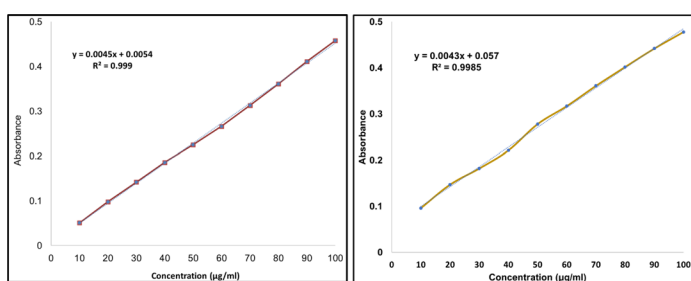 0.5
0.4
0.3
0.2
0.1
0
Absorbance
y = 0.0045x + 0.0054
R² = 0.999
0 10 20 30 40 50 60 70 80 90 100
Concentration (µg/ml)
0.5
0.4
0.3
0.2
0.1
0
Absorbance
y = 0.0043x + 0.057
R² = 0.9985
0 10 20 30 40 50 60 70 80 90 100
Concentration (µg/ml)